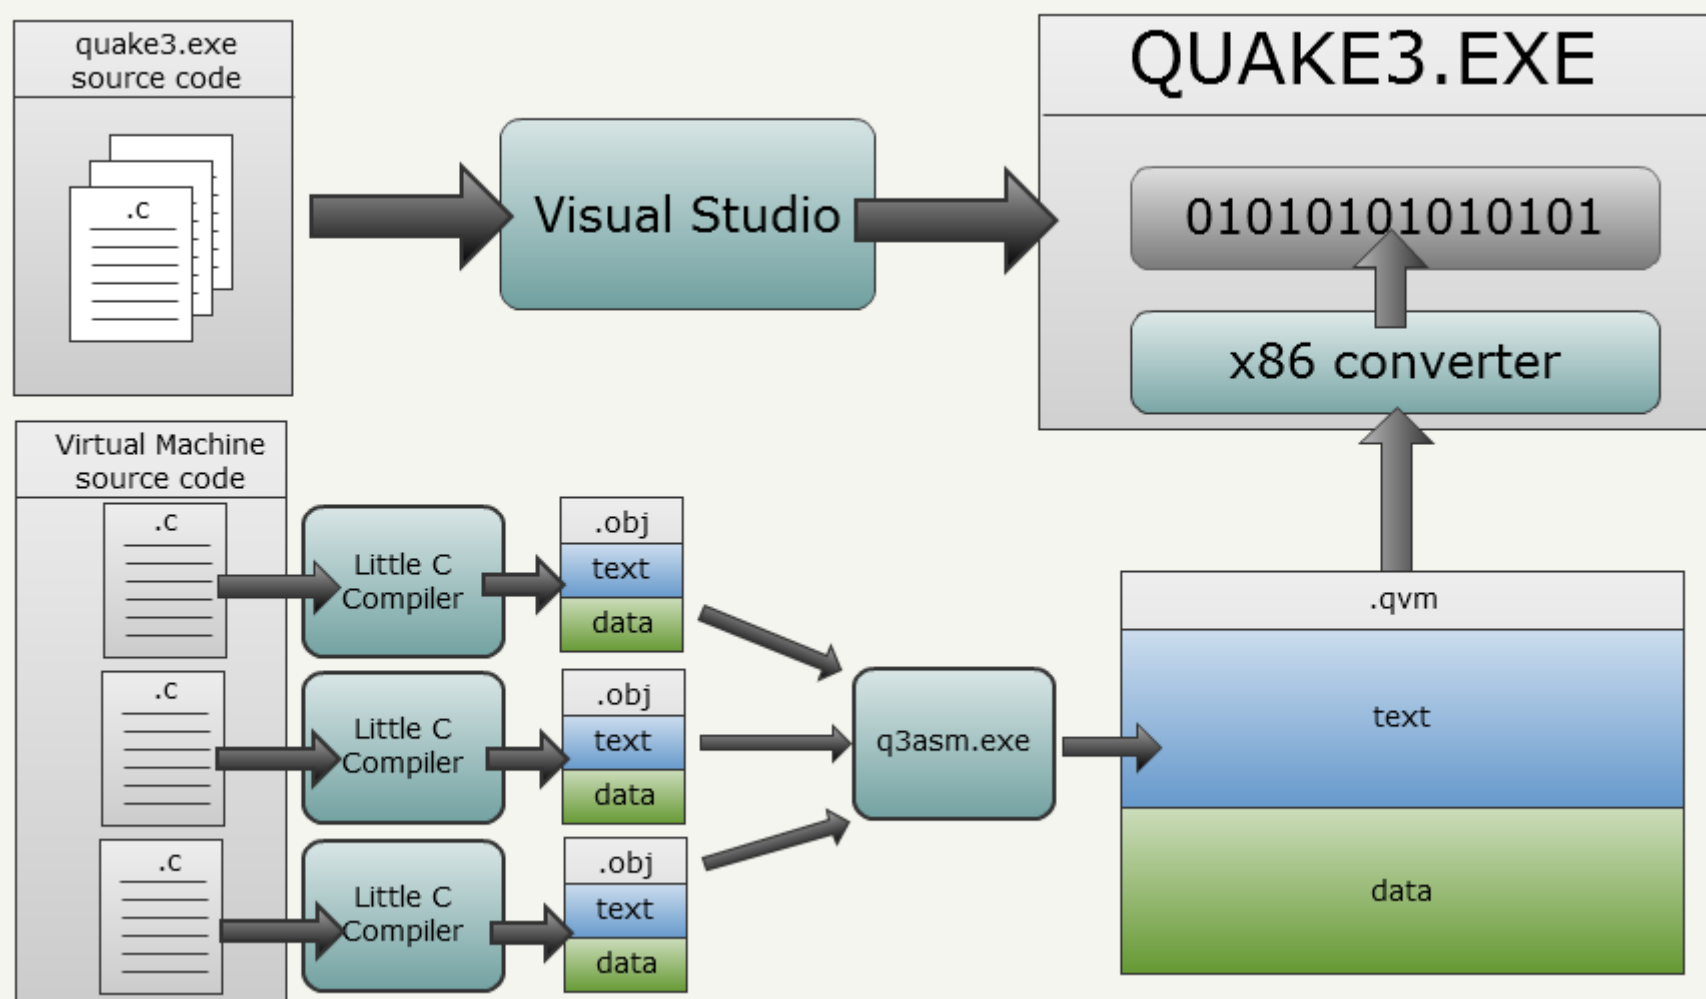 quake3.exe
source code
.c
Visual Studio
QUAKE3.EXE
01010101010101
x86 converter
Virtual Machine
source code
.c
Little C
Compiler
.obj
text
data
.c
Little C
Compiler
.obj
text
data
.c
Little C
Compiler
.obj
text
data
q3asm.exe
.qvm
text
data